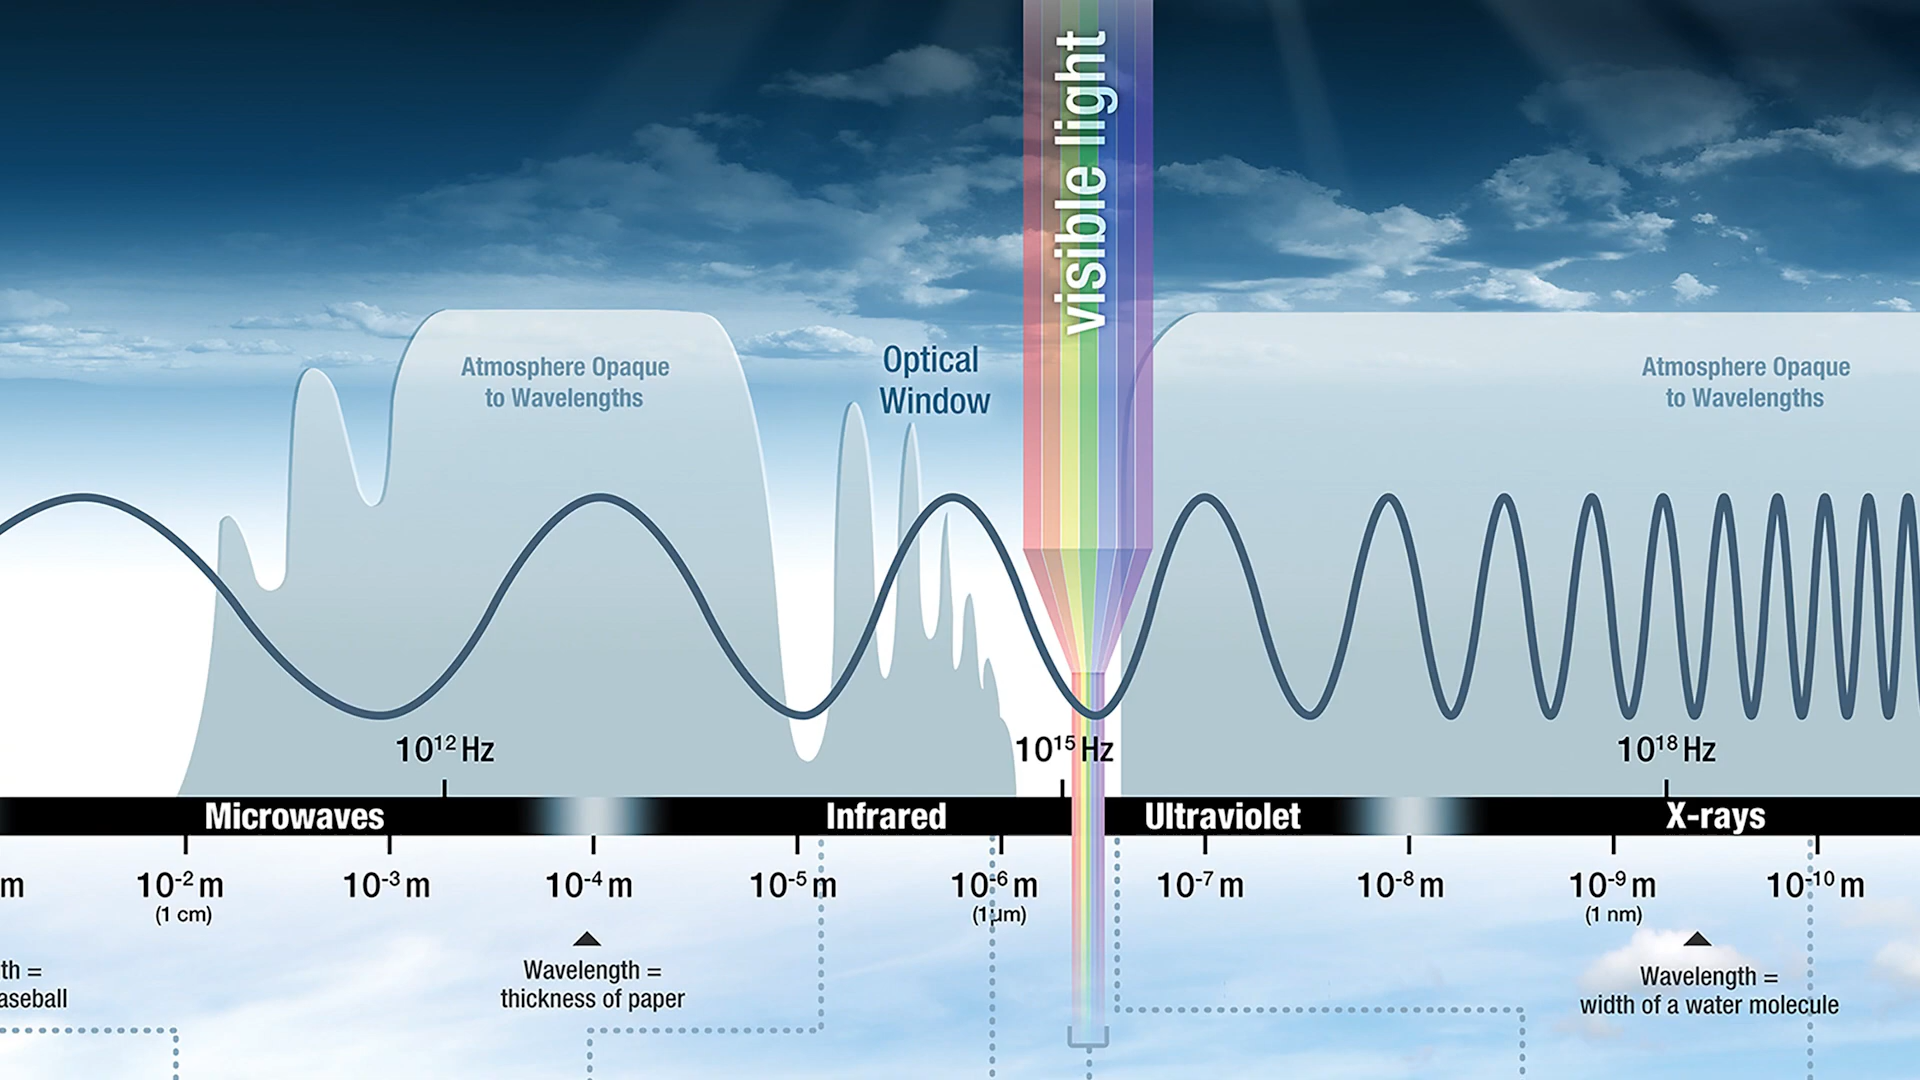 visible light
Atmosphere Opaque
to Wavelengths
Optical
Window
Atmosphere Opaque
to Wavelengths
10¹² Hz
10¹⁵ Hz
10¹⁸ Hz
Microwaves
Infrared
Ultraviolet
X-rays
m
10⁻² m
(1 cm)
10⁻³ m
10⁻⁴ m
10⁻⁵ m
10⁻⁶ m
(1 µm)
10⁻⁷ m
10⁻⁸ m
10⁻⁹ m
(1 nm)
10⁻¹⁰ m
th =
aseball
Wavelength =
thickness of paper
Wavelength =
width of a water molecule